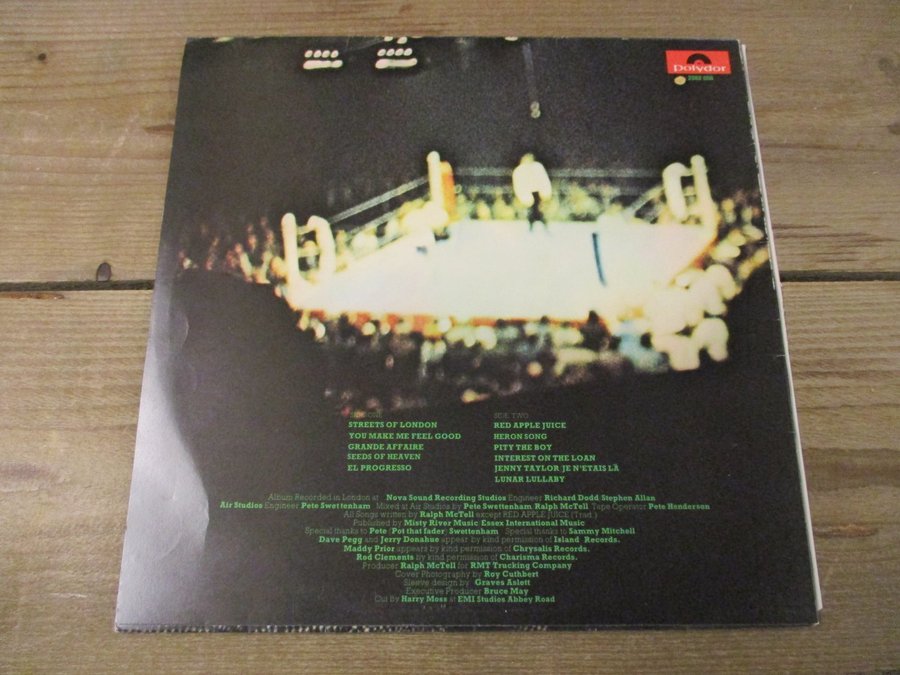 Polydor
SIDE ONE
STREETS OF LONDON
YOU MAKE ME FEEL GOOD
GRANDE AFFAIRE
SEEDS OF HEAVEN
EL PROGRESSO
SIDE TWO
RED APPLE JUICE
HERON SONG
PITY THE BOY
INTEREST ON THE LOAN
JENNY TAYLOR JE N'ETAIS LÀ
LUNAR LULLABY
Album Recorded in London at Nova Sound Recording Studios Engineer Richard Dodd Stephen Allan
Air Studios Engineer Pete Swettenham Mixed at Air Studios by Pete Swettenham Ralph McTell Tape Operator Pete Henderson
All Songs written by Ralph McTell except RED APPLE JUICE (Trad.)
Published by Misty River Music Essex International Music
Special thanks to Pete (Pot that fader) Swettenham Special thanks to Sammy Mitchell
Dave Pegg and Jerry Donahue appear by kind permission of Island Records.
Maddy Prior appears by kind permission of Chrysalis Records.
Rod Clements by kind permission of Charisma Records.
Producer Ralph McTell for RMT Trucking Company
Cover Photography by Roy Cuthbert
Sleeve design by Graves Aslett
Executive Producer Bruce May
Cut By Harry Moss at EMI Studios Abbey Road